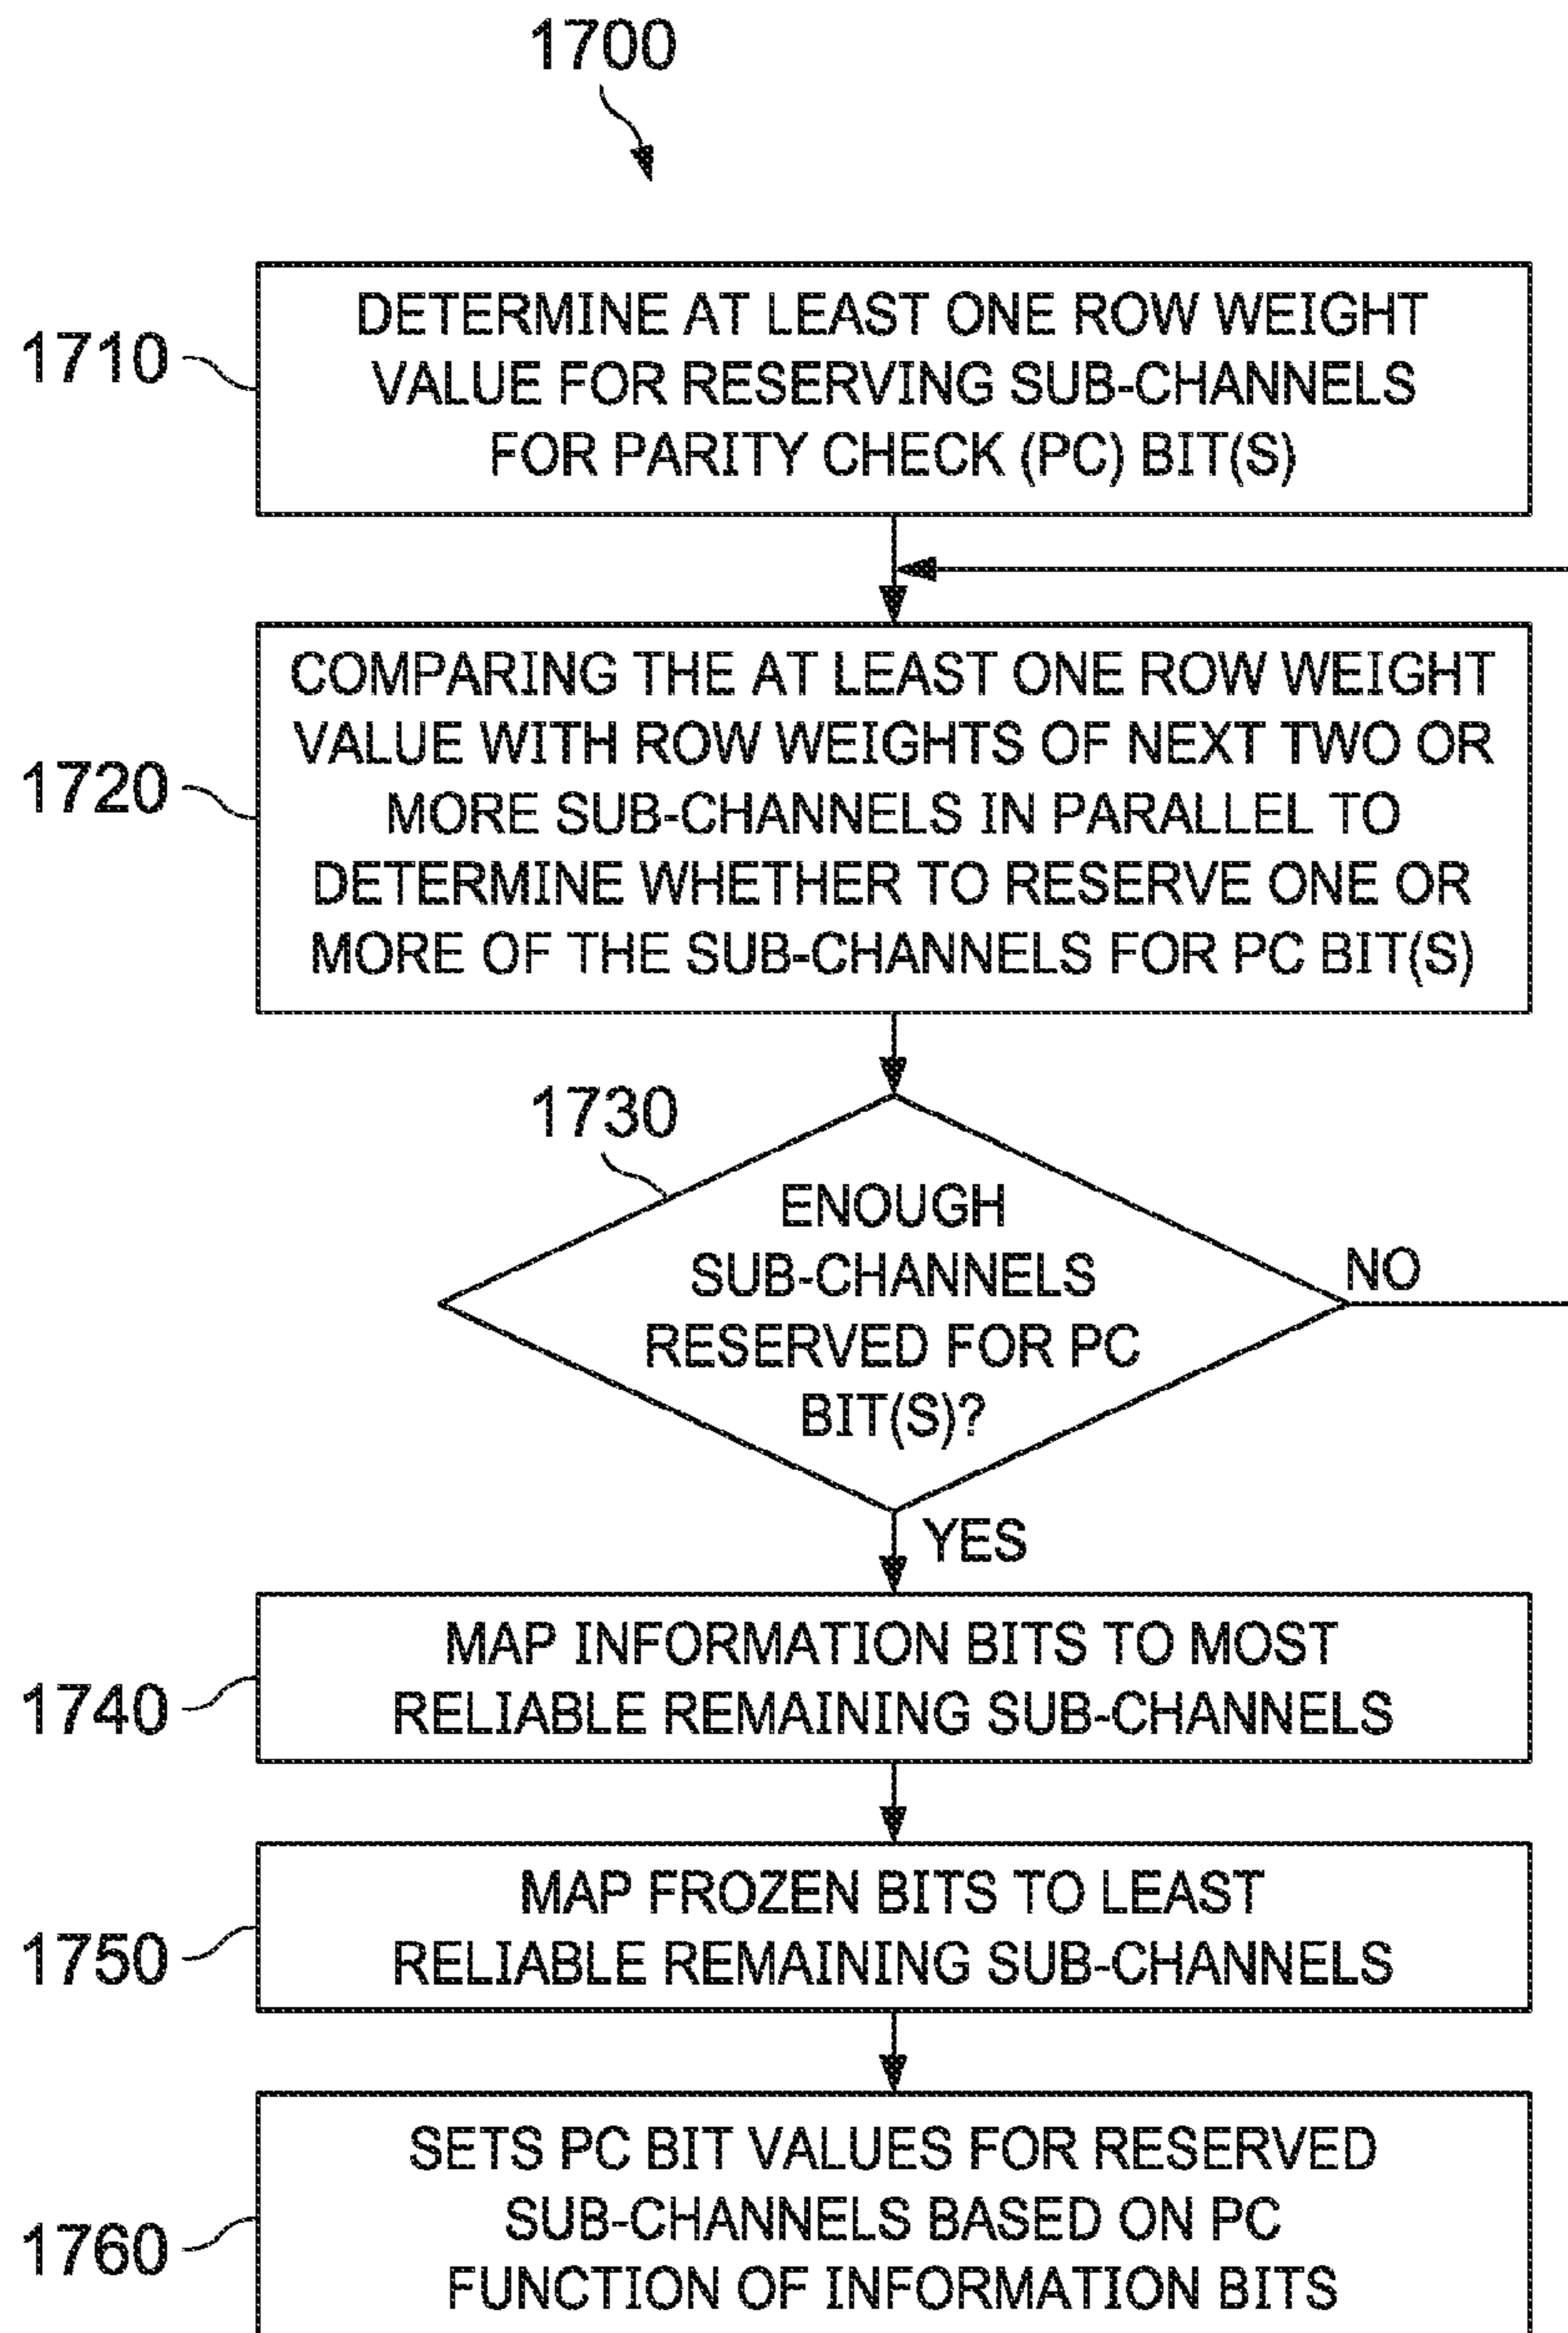 1700
1710
DETERMINE AT LEAST ONE ROW WEIGHT
VALUE FOR RESERVING SUB-CHANNELS
FOR PARITY CHECK (PC) BIT(S)
1720
COMPARING THE AT LEAST ONE ROW WEIGHT
VALUE WITH ROW WEIGHTS OF NEXT TWO OR
MORE SUB-CHANNELS IN PARALLEL TO
DETERMINE WHETHER TO RESERVE ONE OR
MORE OF THE SUB-CHANNELS FOR PC BIT(S)
1730
ENOUGH
SUB-CHANNELS
RESERVED FOR PC
BIT(S)?
NO
YES
1740
MAP INFORMATION BITS TO MOST
RELIABLE REMAINING SUB-CHANNELS
1750
MAP FROZEN BITS TO LEAST
RELIABLE REMAINING SUB-CHANNELS
1760
SETS PC BIT VALUES FOR RESERVED
SUB-CHANNELS BASED ON PC
FUNCTION OF INFORMATION BITS